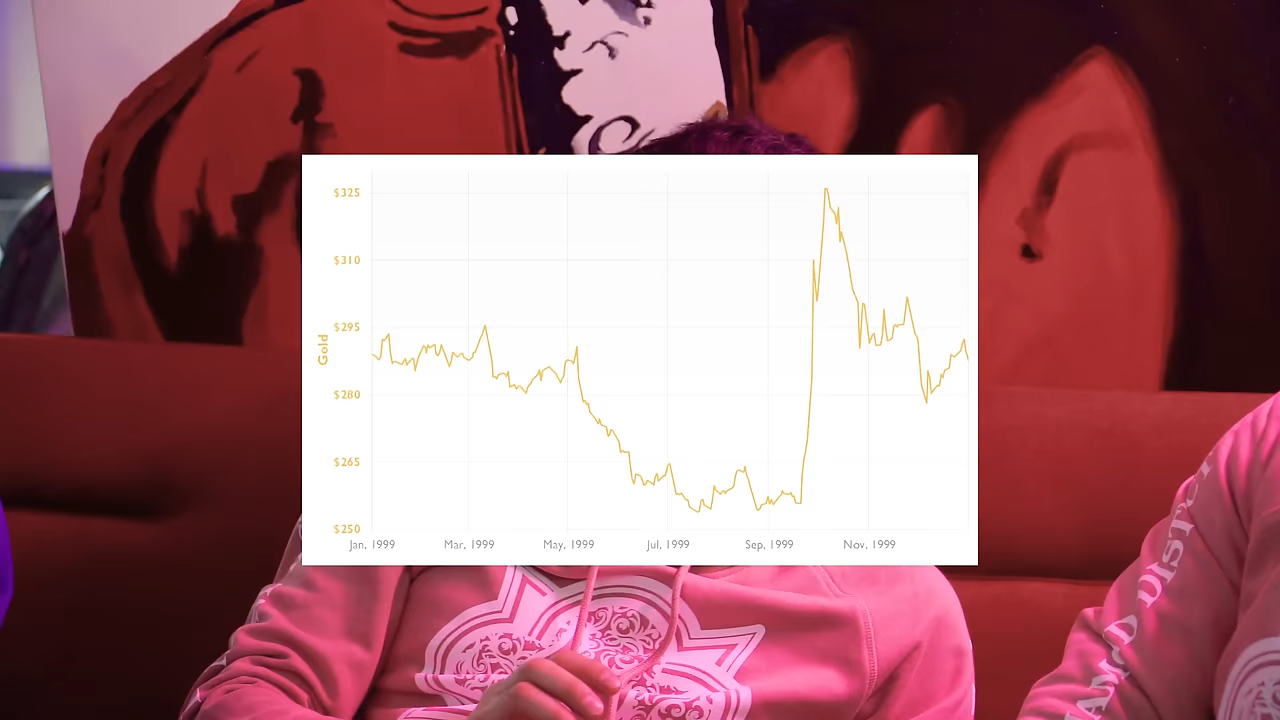 $325
$310
$295
$280
$265
$250
Gold
Jan, 1999
Mar, 1999
May, 1999
Jul, 1999
Sep, 1999
Nov, 1999